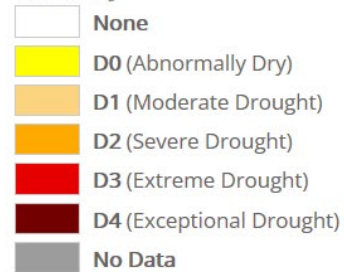 None
D0 (Abnormally Dry)
D1 (Moderate Drought)
D2 (Severe Drought)
D3 (Extreme Drought)
D4 (Exceptional Drought)
No Data